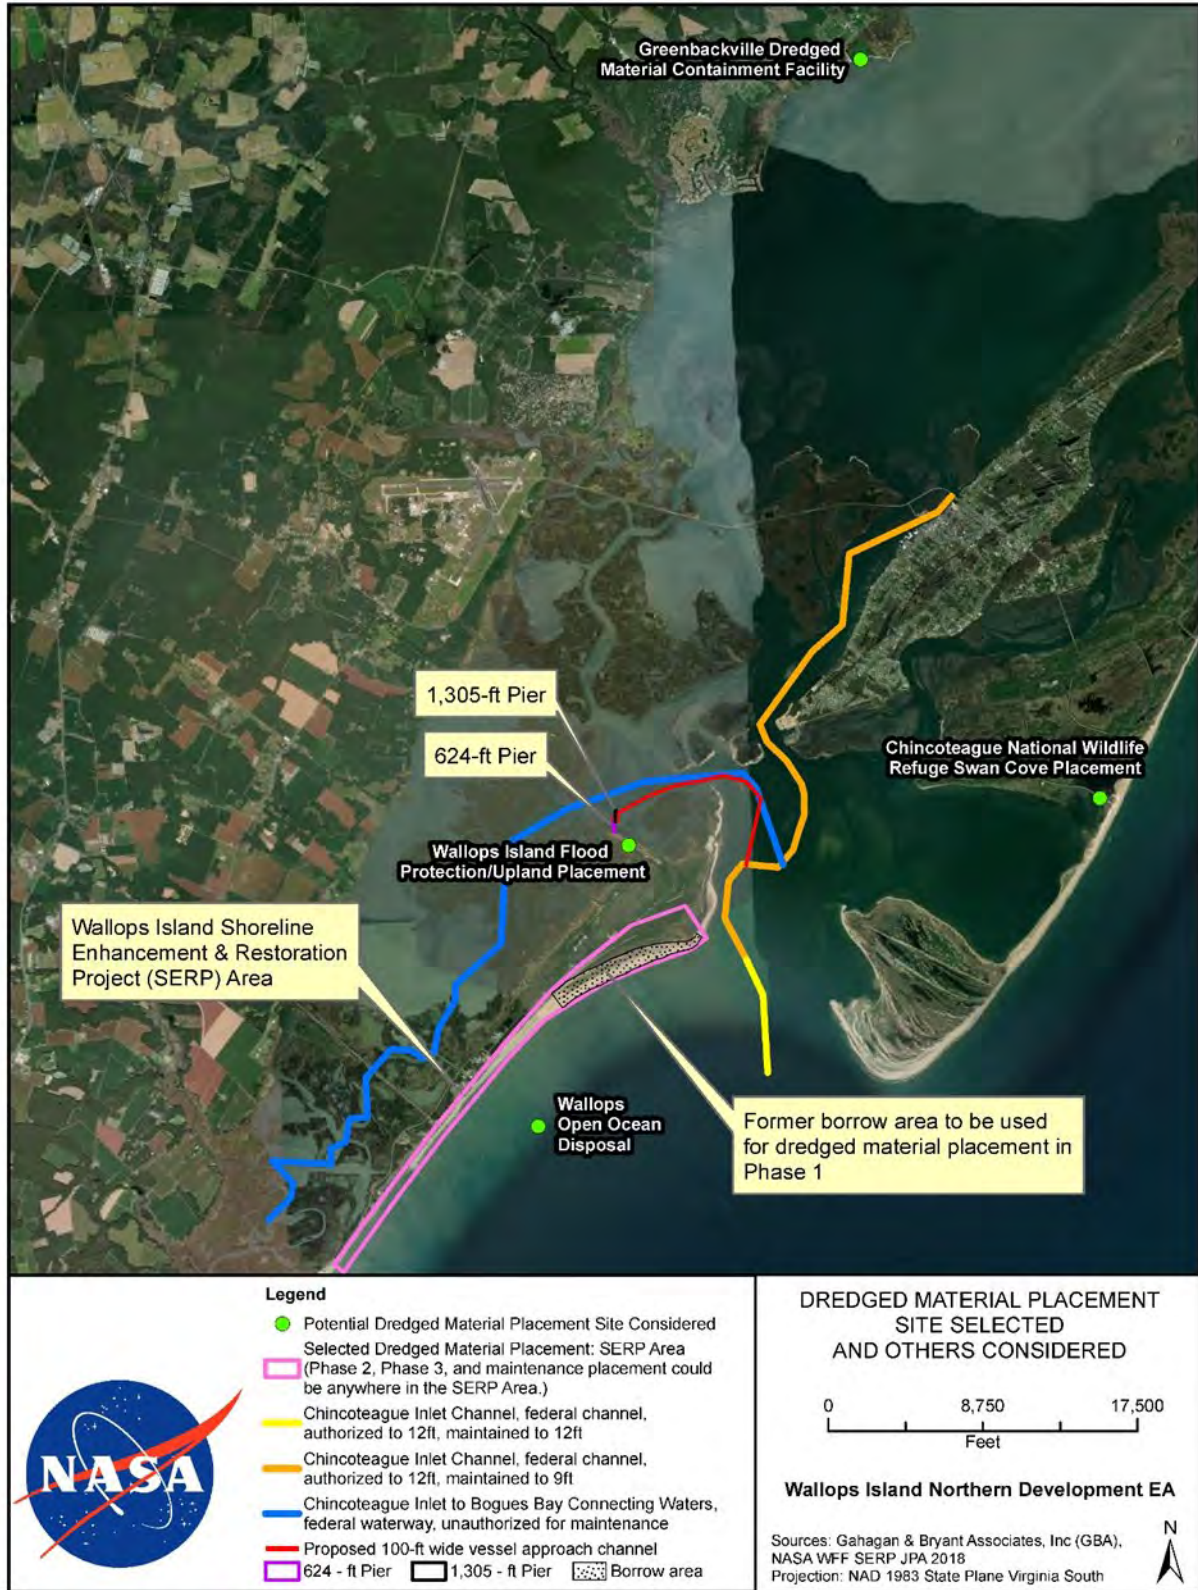 Greenbackville Dredged
Material Containment Facility
1,305-ft Pier
624-ft Pier
Chincoteague National Wildlife
Refuge Swan Cove Placement
Wallops Island Flood
Protection/Upland Placement
Wallops Island Shoreline
Enhancement & Restoration
Project (SERP) Area
Wallops
Open Ocean
Disposal
Former borrow area to be used
for dredged material placement in
Phase 1
NASA
Legend
Potential Dredged Material Placement Site Considered
Selected Dredged Material Placement: SERP Area
(Phase 2, Phase 3, and maintenance placement could
be anywhere in the SERP Area.)
Chincoteague Inlet Channel, federal channel,
authorized to 12ft, maintained to 12ft
Chincoteague Inlet Channel, federal channel,
authorized to 12ft, maintained to 9ft
Chincoteague Inlet to Bogues Bay Connecting Waters,
federal waterway, unauthorized for maintenance
Proposed 100-ft wide vessel approach channel
624 - ft Pier 1,305 - ft Pier Borrow area
DREDGED MATERIAL PLACEMENT
SITE SELECTED
AND OTHERS CONSIDERED
0 8,750 17,500
Feet
Wallops Island Northern Development EA
Sources: Gahagan & Bryant Associates, Inc (GBA),
NASA WFF SERP JPA 2018
Projection: NAD 1983 State Plane Virginia South
N